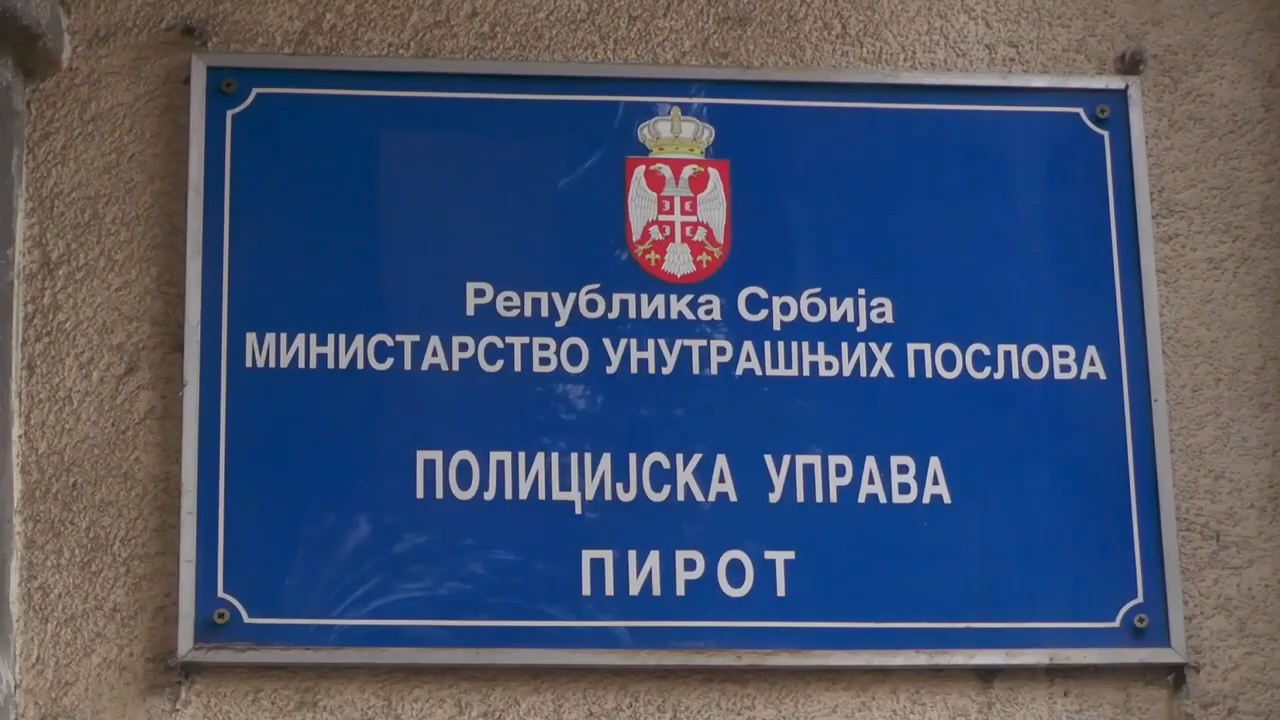 Република Србија
МИНИСТАРСТВО УНУТРАШЊИХ ПОСЛОВА
ПОЛИЦИЈСКА УПРАВА
ПИРОТ